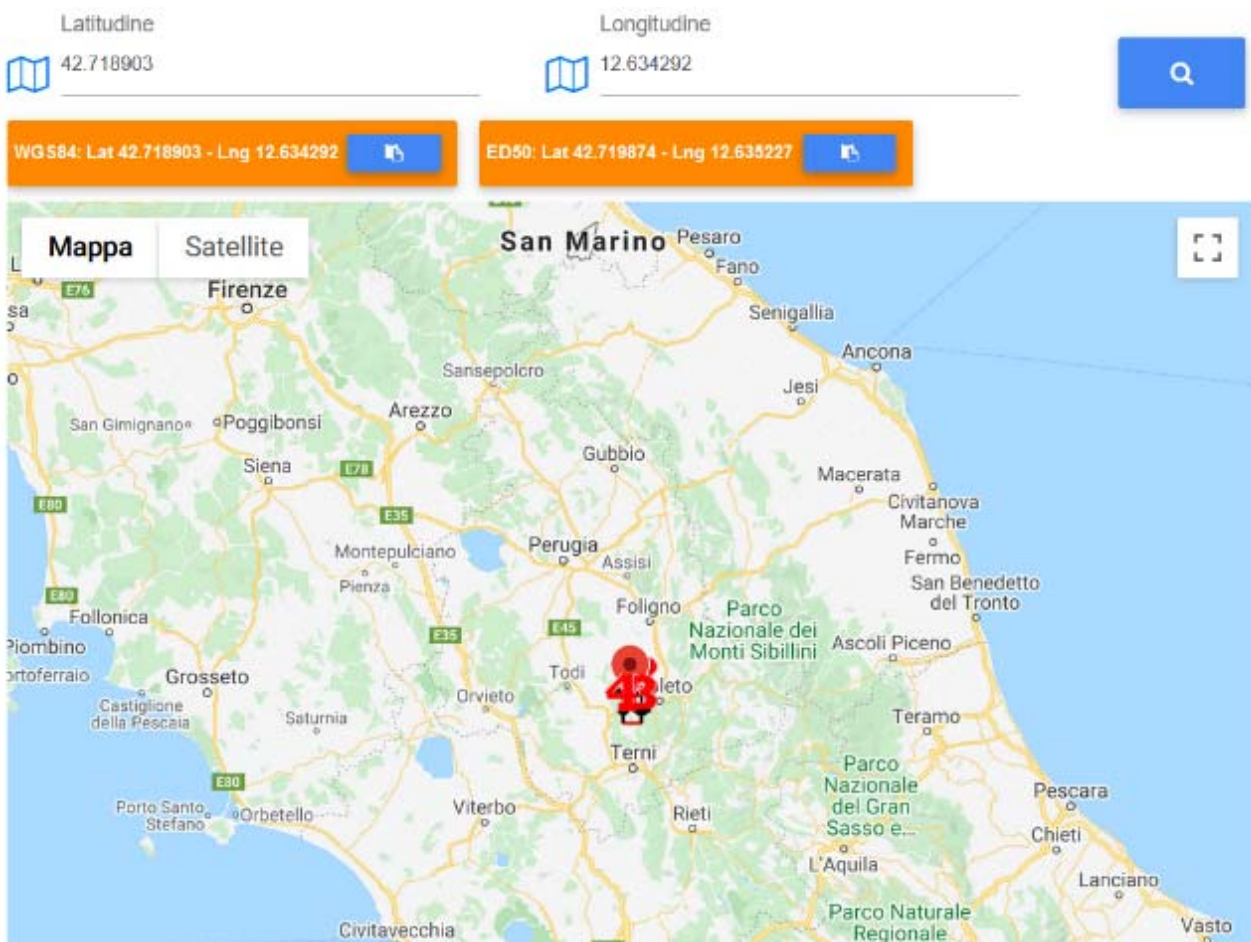 Latitudine
Longitudine
42.718903
12.634292
WGS84: Lat 42.718903 - Lng 12.634292
ED50: Lat 42.719874 - Lng 12.635227
Mappa
Satellite
San Marino
Pesaro
Fano
E76
Firenze
Senigallia
Ancona
Sansepolcro
Jesi
San Gimignano
Poggibonsi
Arezzo
Gubbio
Siena
E78
Macerata
E80
E35
Civitanova
Marche
Montepulciano
Perugia
Assisi
Fermo
Pienza
San Benedetto
del Tronto
E80
Follonica
Foligno
Parco
Nazionale dei
Monti Sibillini
E35
E45
Piombino
Ascoli Piceno
ortoferraio
Grosseto
Todi
43
leto
Orvieto
Castiglione
della Pescaia
Saturnia
Teramo
Terni
Parco
Nazionale
del Gran
Sasso e...
E80
Pescara
Porto Santo
Stefano
Orbetello
Viterbo
Rieti
Chieti
L'Aquila
Lanciano
Parco Naturale
Regionale
Civitavecchia
Vasto